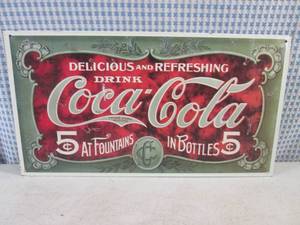 DELICIOUS AND REFRESHING
DRINK
Coca-Cola
5¢ AT FOUNTAINS IN BOTTLES 5¢